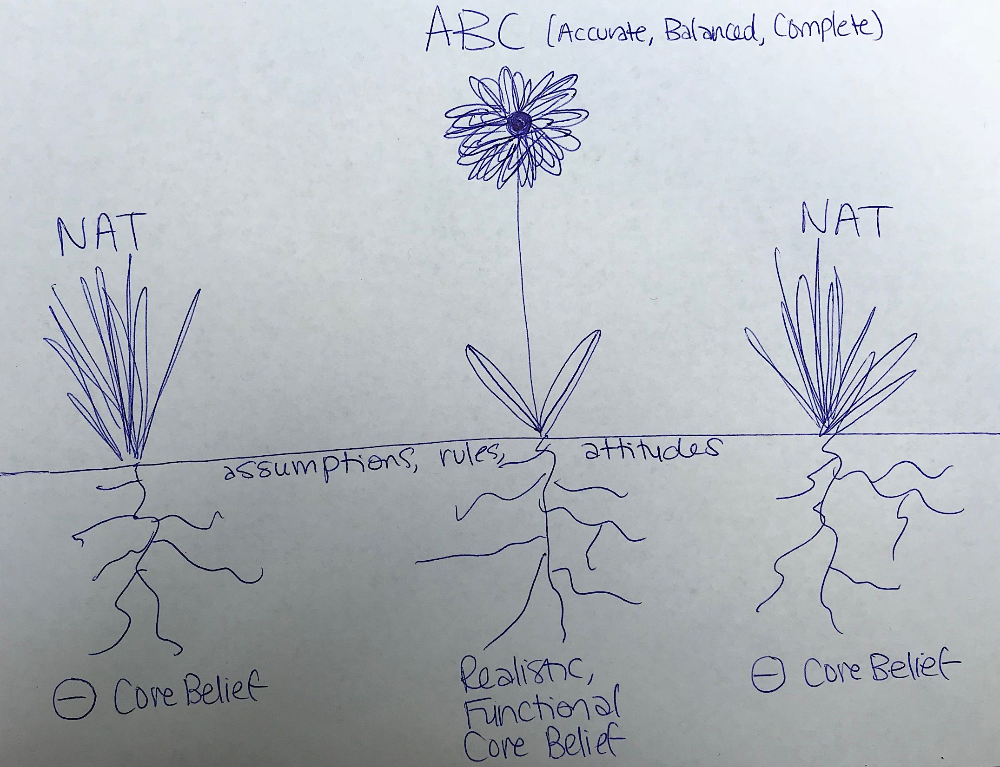 ABC (Accurate, Balanced, Complete)
NAT
NAT
assumptions, rules, attitudes
⊖ Core Belief
Realistic,
Functional
Core Belief
⊖ Core Belief